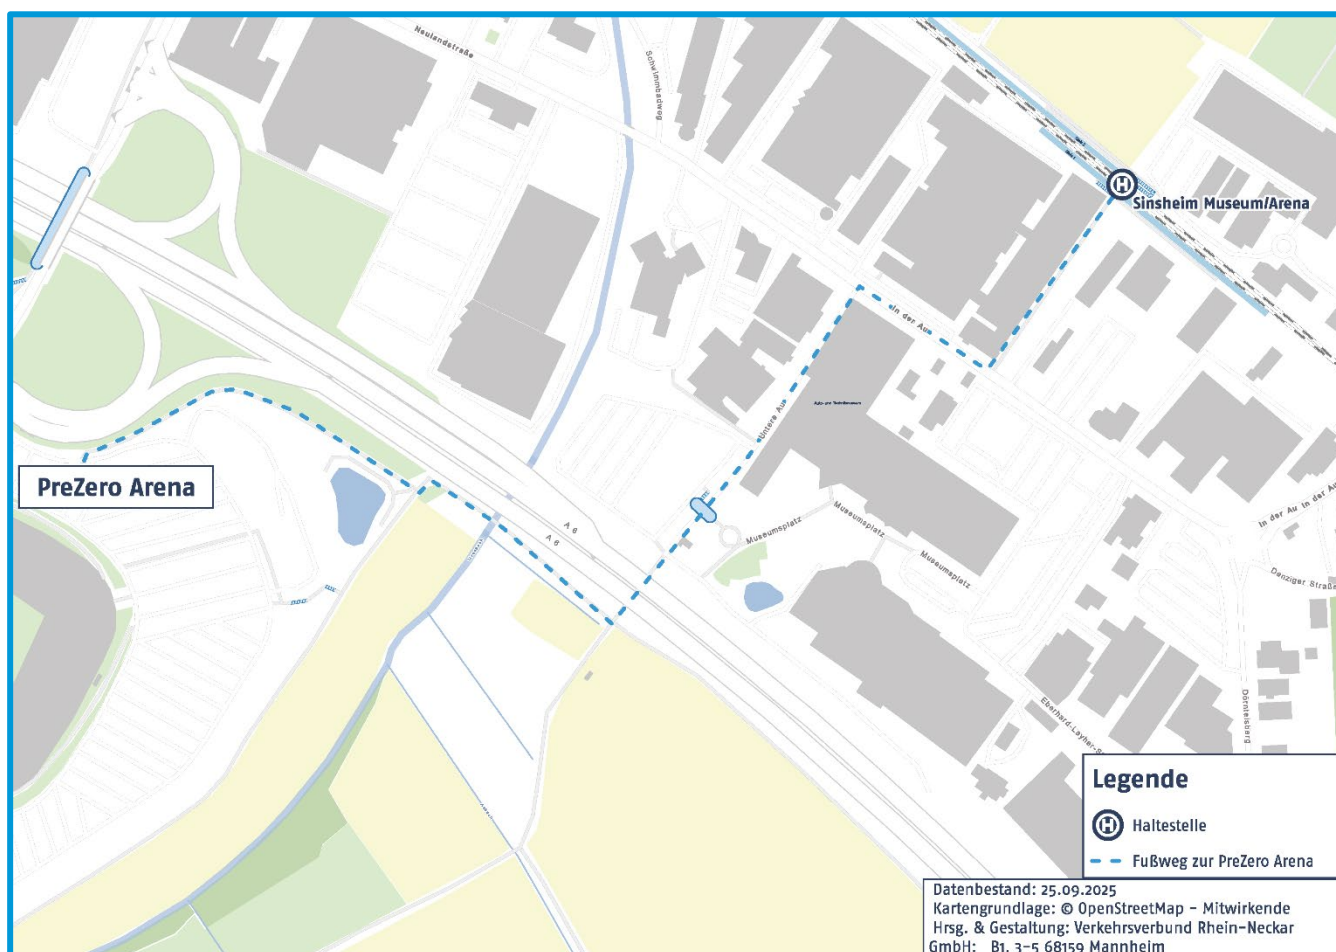 Neulandstraße
Schwimmbadweg
Sinsheim Museum/Arena
In der Au
Untere Au
PreZero Arena
A 6
A 6
Museumsplatz
Museumsplatz
Museumsplatz
In der Au
In der Au
Danziger Straße
Dörntelsberg
Eberhard-Layher-
Legende
H Haltestelle
Fußweg zur PreZero Arena
Datenbestand: 25.09.2025
Kartengrundlage: © OpenStreetMap - Mitwirkende
Hrsg. & Gestaltung: Verkehrsverbund Rhein-Neckar
GmbH: B1, 3-5 68159 Mannheim